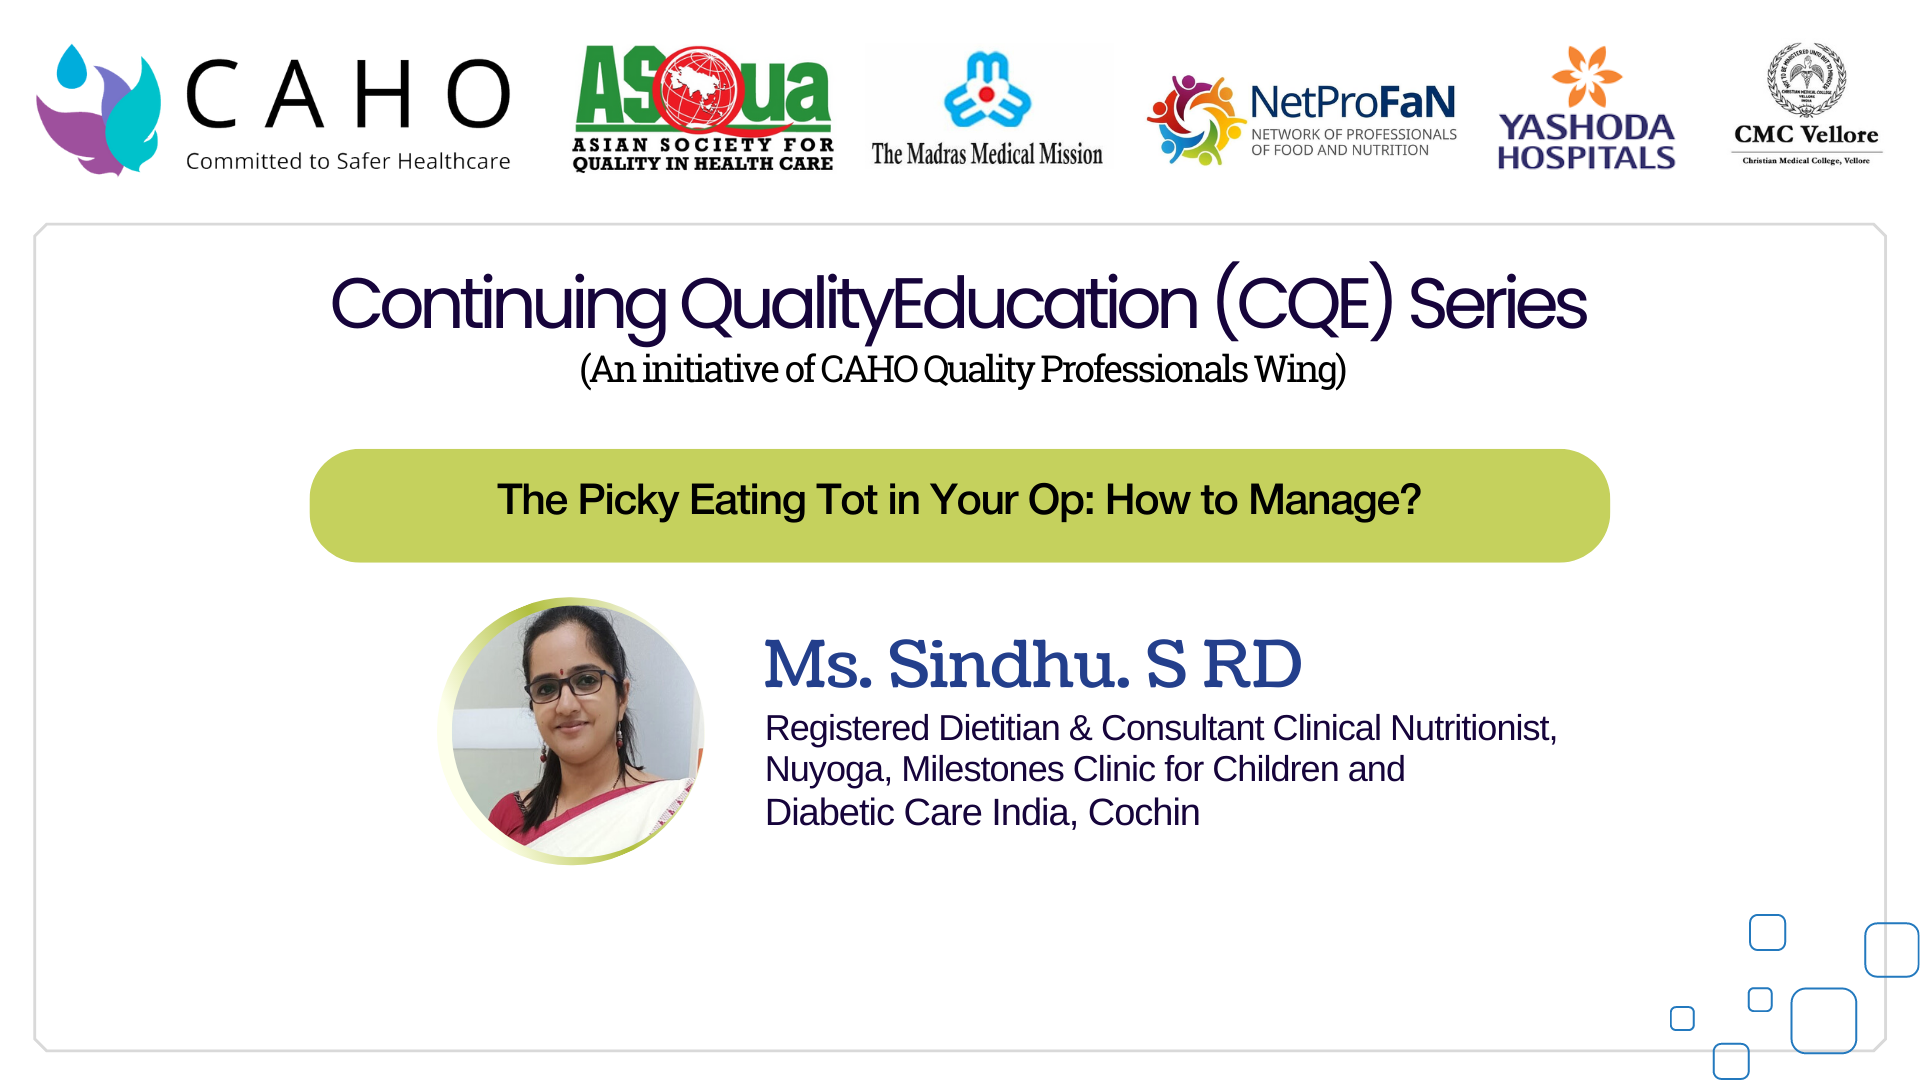 CAHO
Committed to Safer Healthcare
ASQua
ASIAN SOCIETY FOR
QUALITY IN HEALTH CARE
The Madras Medical Mission
NetProFaN
NETWORK OF PROFESSIONALS
OF FOOD AND NUTRITION
YASHODA
HOSPITALS
CMC Vellore
Christian Medical College, Vellore
Continuing QualityEducation (CQE) Series
(An initiative of CAHO Quality Professionals Wing)
The Picky Eating Tot in Your Op: How to Manage?
Ms. Sindhu. S RD
Registered Dietitian & Consultant Clinical Nutritionist,
Nuyoga, Milestones Clinic for Children and
Diabetic Care India, Cochin